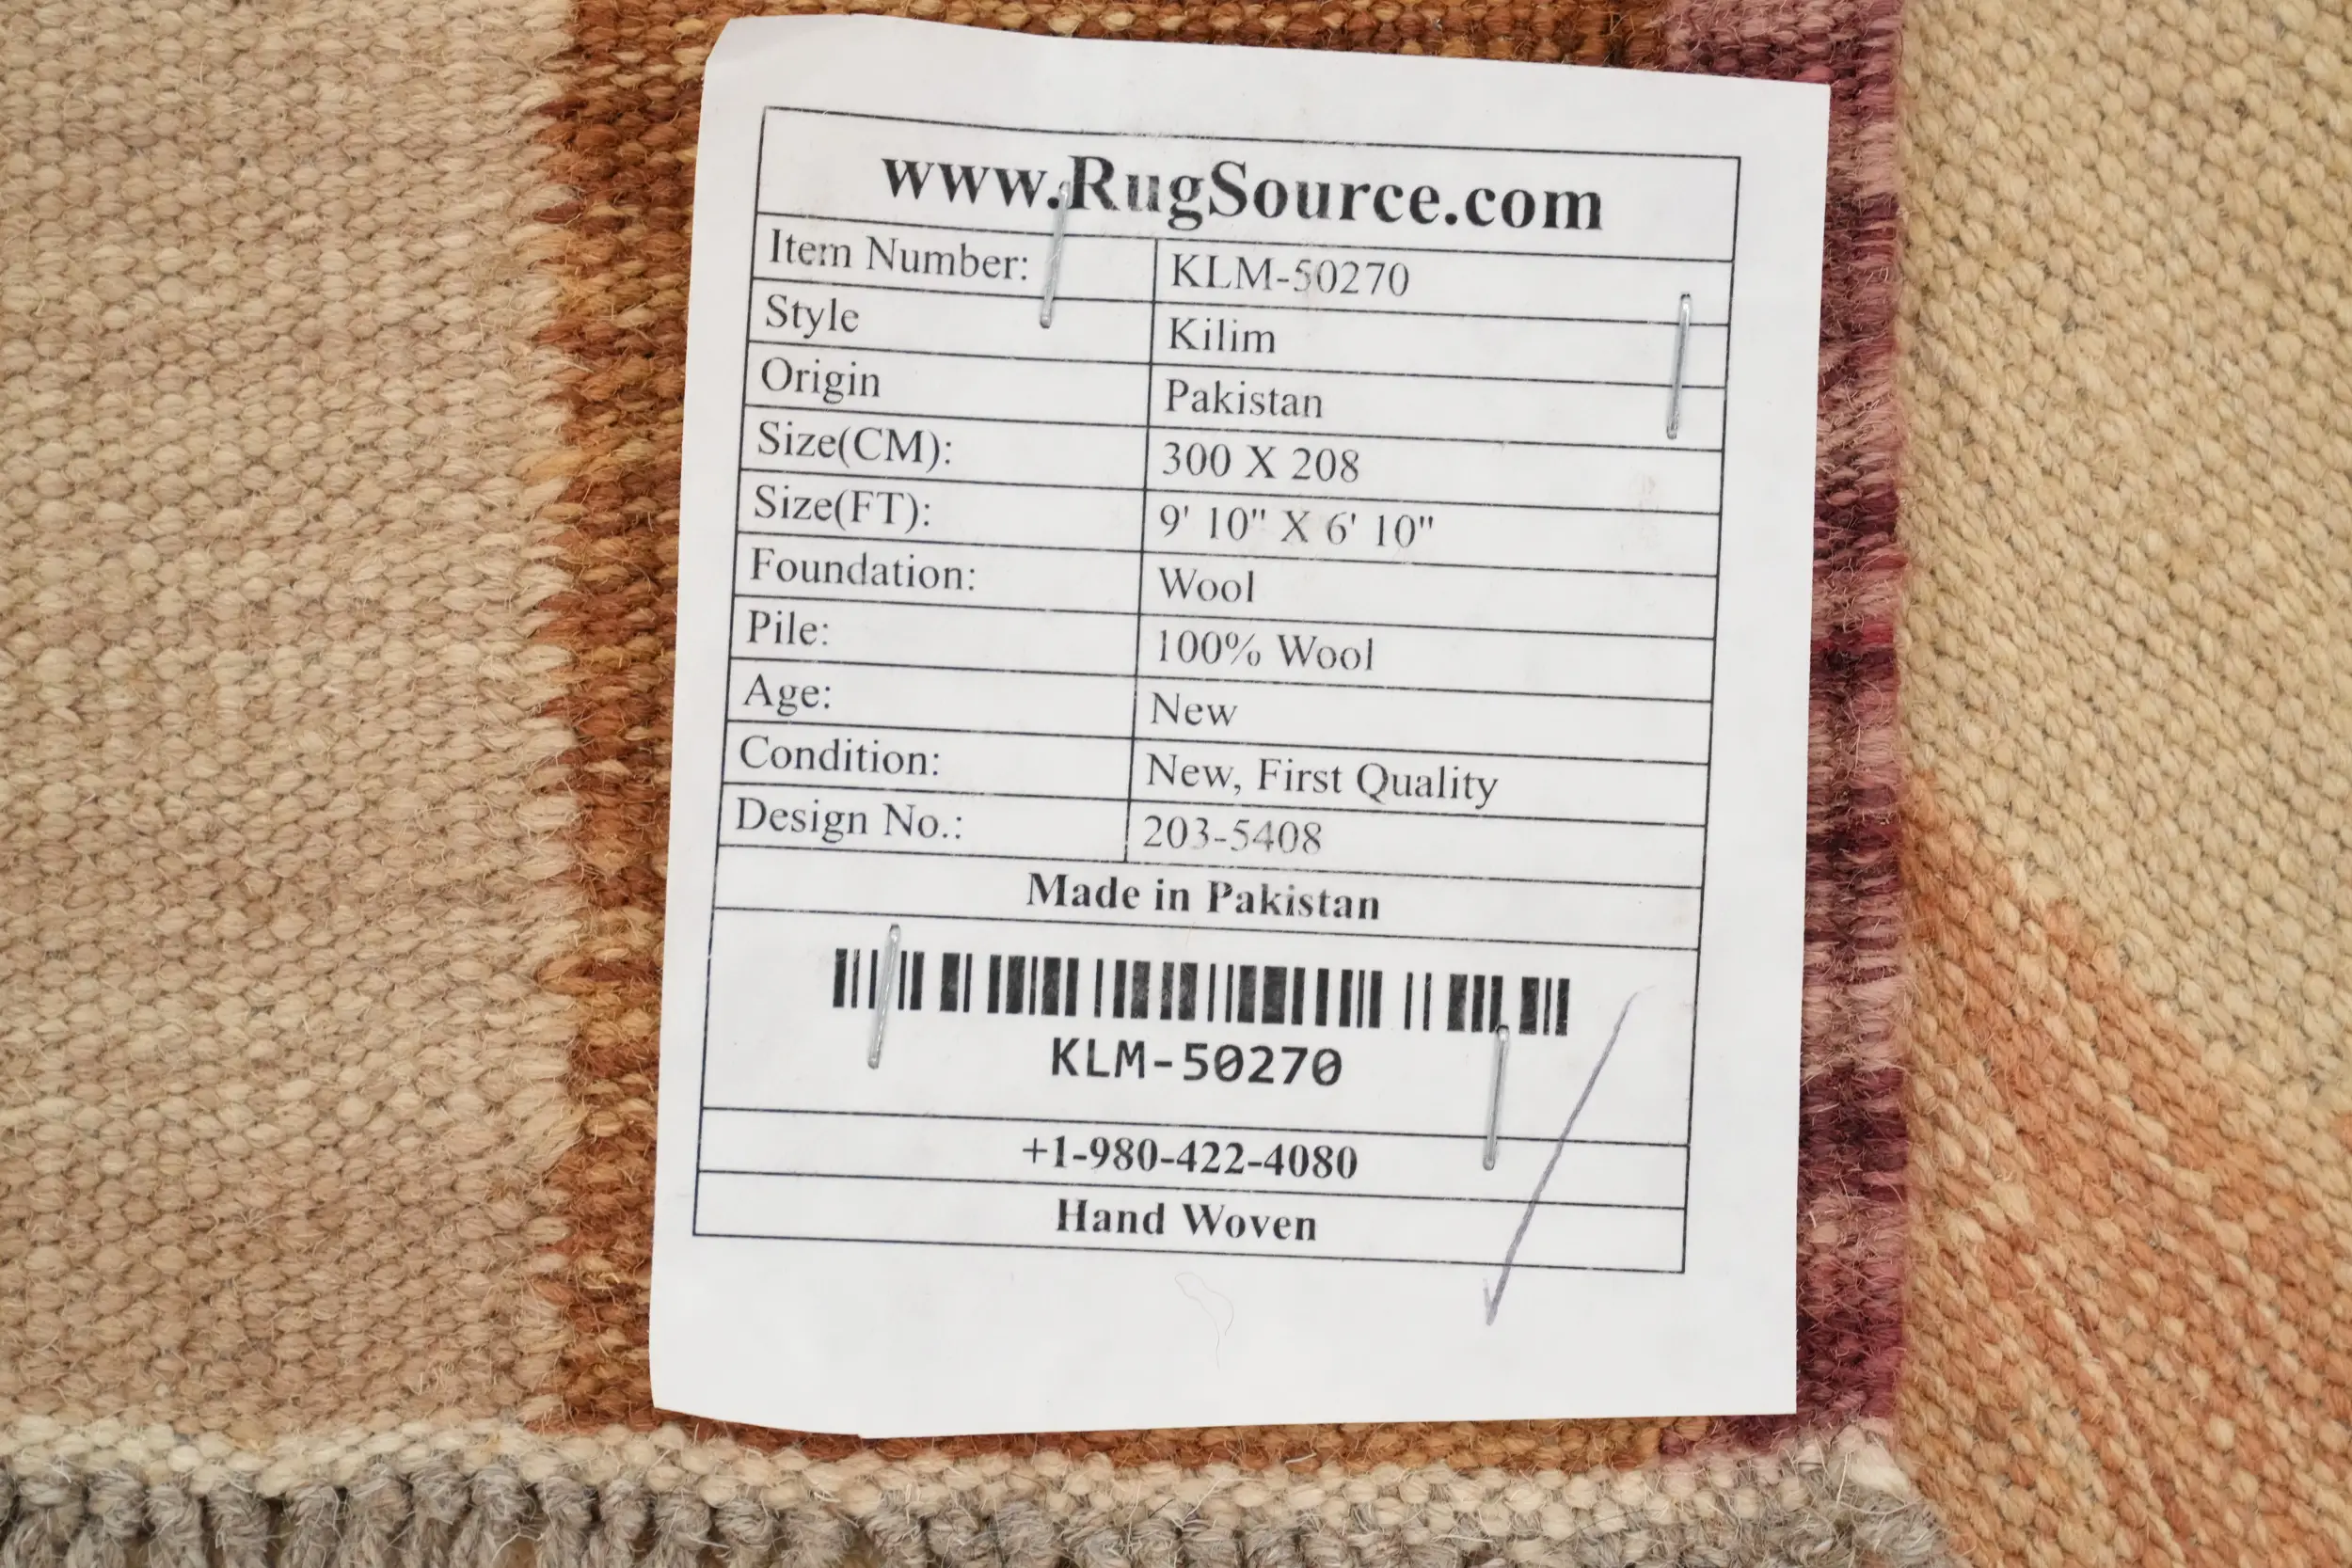 www.RugSource.com
Item Number: KLM-50270
Style Kilim
Origin Pakistan
Size(CM): 300 X 208
Size(FT): 9' 10" X 6' 10"
Foundation: Wool
Pile: 100% Wool
Age: New
Condition: New, First Quality
Design No.: 203-5408
Made in Pakistan
KLM-50270
+1-980-422-4080
Hand Woven